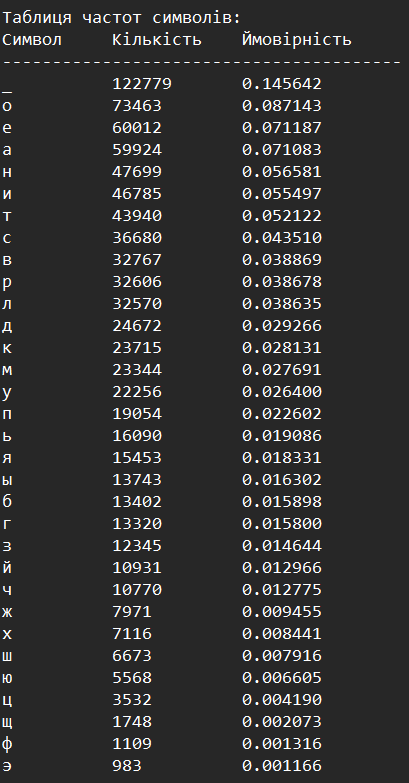 Таблиця частот символів:
Символ Кількість Ймовірність
----------------------------------------
_ 122779 0.145642
о 73463 0.087143
е 60012 0.071187
а 59924 0.071083
н 47699 0.056581
и 46785 0.055497
т 43940 0.052122
с 36680 0.043510
в 32767 0.038869
р 32606 0.038678
л 32570 0.038635
д 24672 0.029266
к 23715 0.028131
м 23344 0.027691
у 22256 0.026400
п 19054 0.022602
ь 16090 0.019086
я 15453 0.018331
ы 13743 0.016302
б 13402 0.015898
г 13320 0.015800
з 12345 0.014644
й 10931 0.012966
ч 10770 0.012775
ж 7971 0.009455
х 7116 0.008441
ш 6673 0.007916
ю 5568 0.006605
ц 3532 0.004190
щ 1748 0.002073
ф 1109 0.001316
э 983 0.001166